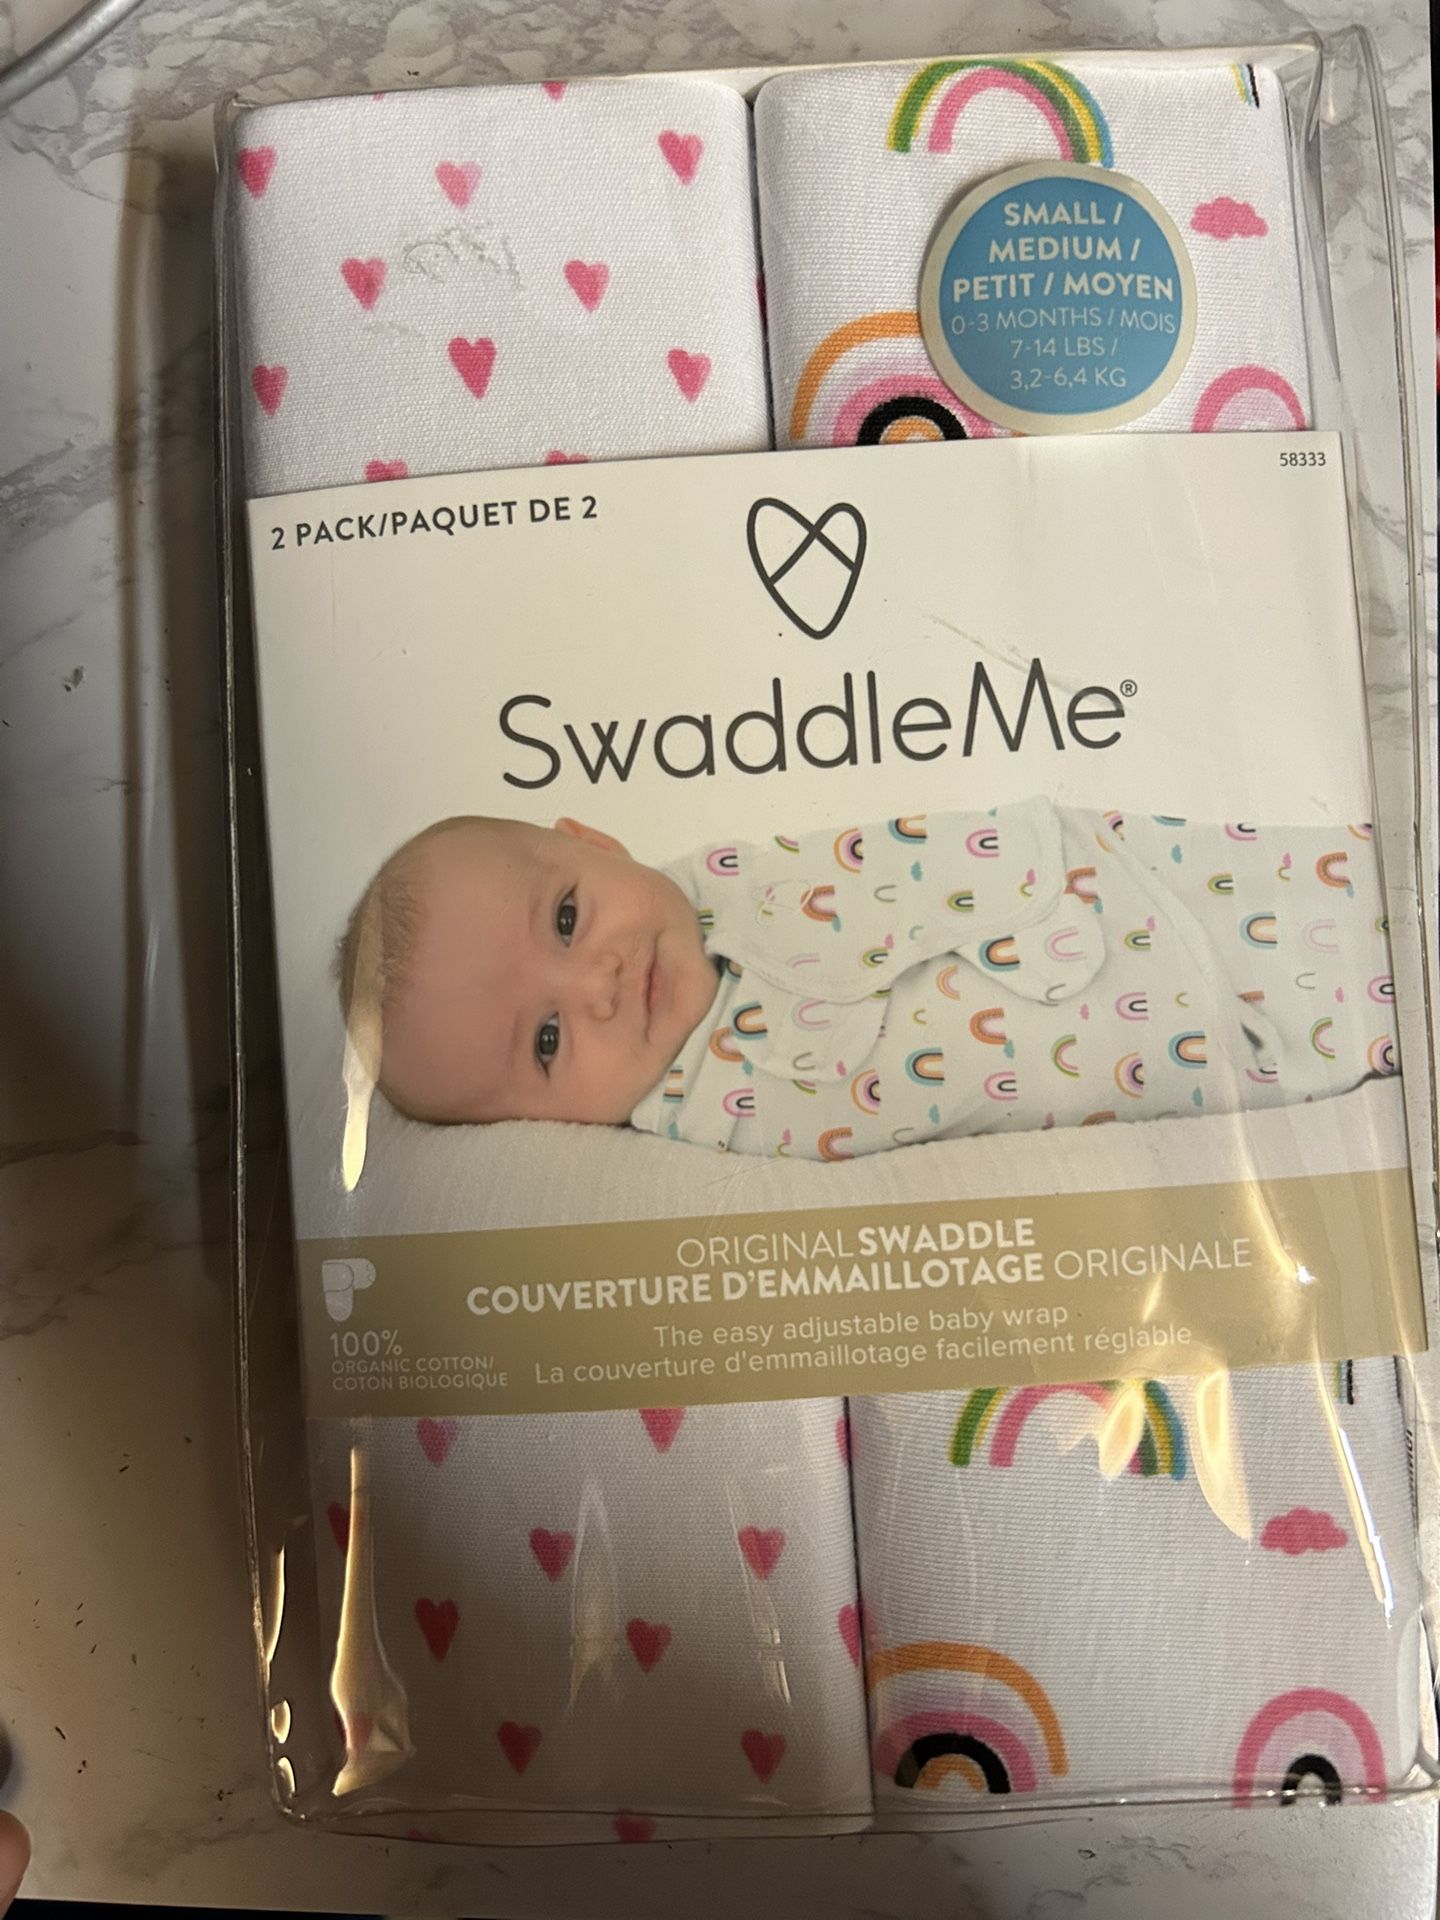 SMALL /
MEDIUM /
PETIT / MOYEN
0-3 MONTHS / MOIS
7-14 LBS /
3,2-6,4 KG
58333
2 PACK/PAQUET DE 2
SwaddleMe®
ORIGINAL SWADDLE
COUVERTURE D'EMMAILLOTAGE ORIGINALE
The easy adjustable baby wrap
La couverture d'emmaillotage facilement réglable
100%
ORGANIC COTTON/
COTON BIOLOGIQUE